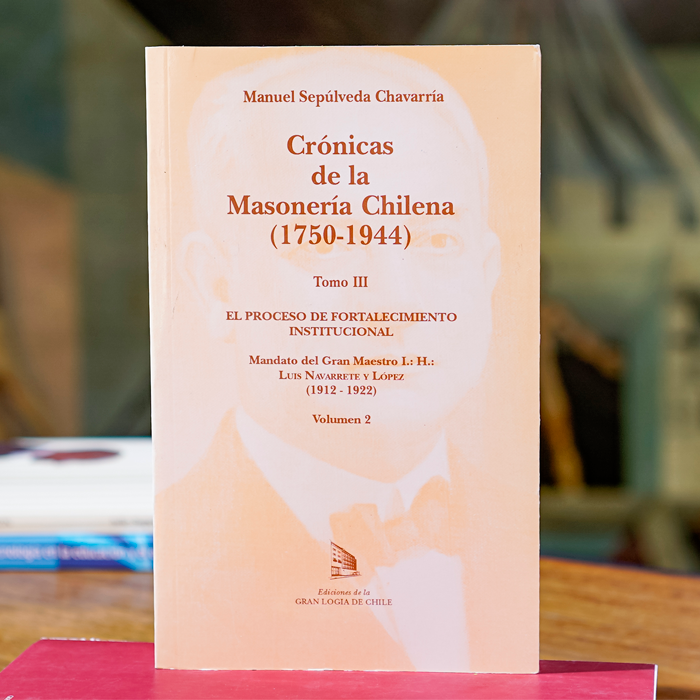 Manuel Sepúlveda Chavarría
Crónicas
de la
Masonería Chilena
(1750-1944)
Tomo III
EL PROCESO DE FORTALECIMIENTO
INSTITUCIONAL
Mandato del Gran Maestro I.: H.:
LUIS NAVARRETE Y LÓPEZ
(1912 - 1922)
Volumen 2
Ediciones de la
GRAN LOGIA DE CHILE